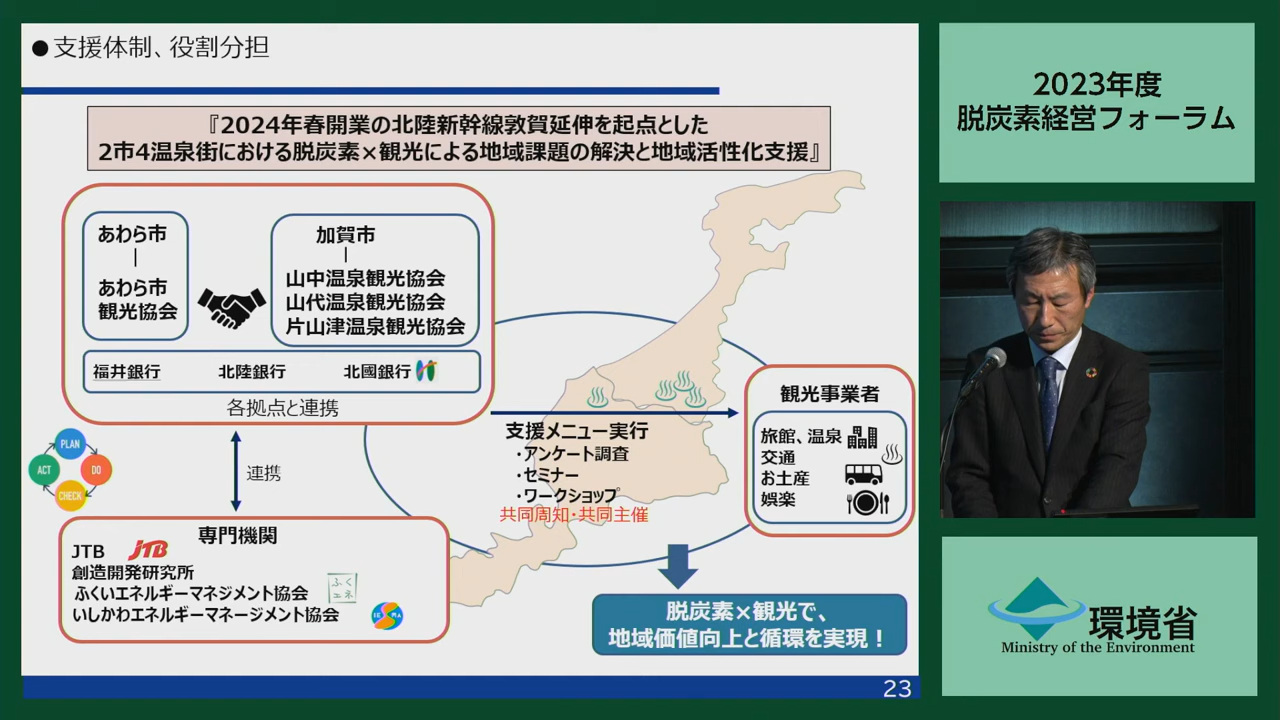 ●支援体制、役割分担
『2024年春開業の北陸新幹線敦賀延伸を起点とした
2市4温泉街における脱炭素×観光による地域課題の解決と地域活性化支援』
あわら市
あわら市
観光協会
加賀市
山中温泉観光協会
山代温泉観光協会
片山津温泉観光協会
福井銀行 北陸銀行 北國銀行
各拠点と連携
PLAN
DO
CHECK
ACT
連携
専門機関
JTB JTB
創造開発研究所
ふくいエネルギーマネジメント協会
ふく
エネ
いしかわエネルギーマネージメント協会
支援メニュー実行
・アンケート調査
・セミナー
・ワークショップ
共同周知・共同主催
観光事業者
旅館、温泉
交通
お土産
娯楽
脱炭素×観光で、
地域価値向上と循環を実現！
23
2023年度
脱炭素経営フォーラム
環境省
Ministry of the Environment